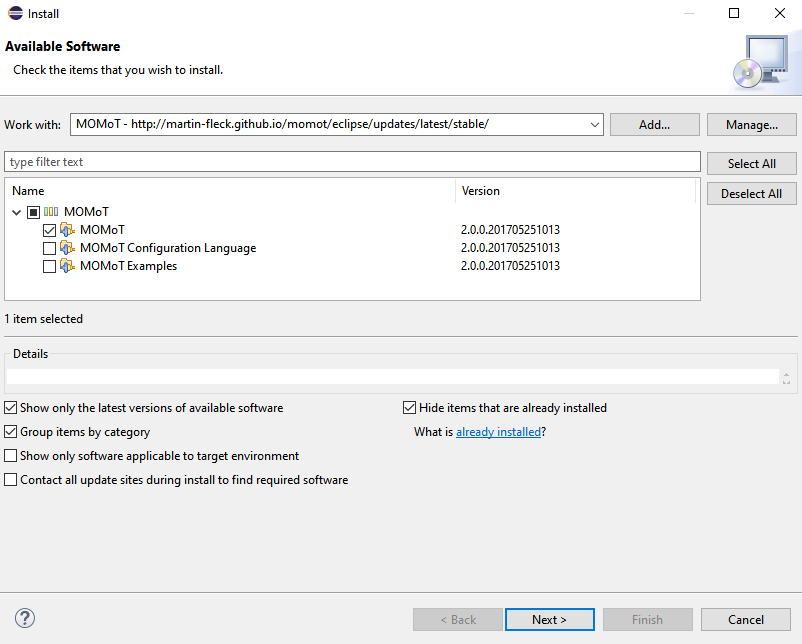 Install
Available Software
Check the items that you wish to install.
Work with: MOMoT - http://martin-fleck.github.io/momot/eclipse/updates/latest/stable/ Add... Manage...
type filter text Select All
Name Version Deselect All
MOMoT
MOMoT 2.0.0.201705251013
MOMoT Configuration Language 2.0.0.201705251013
MOMoT Examples 2.0.0.201705251013
1 item selected
Details
Show only the latest versions of available software Hide items that are already installed
Group items by category What is already installed?
Show only software applicable to target environment
Contact all update sites during install to find required software
? < Back Next > Finish Cancel